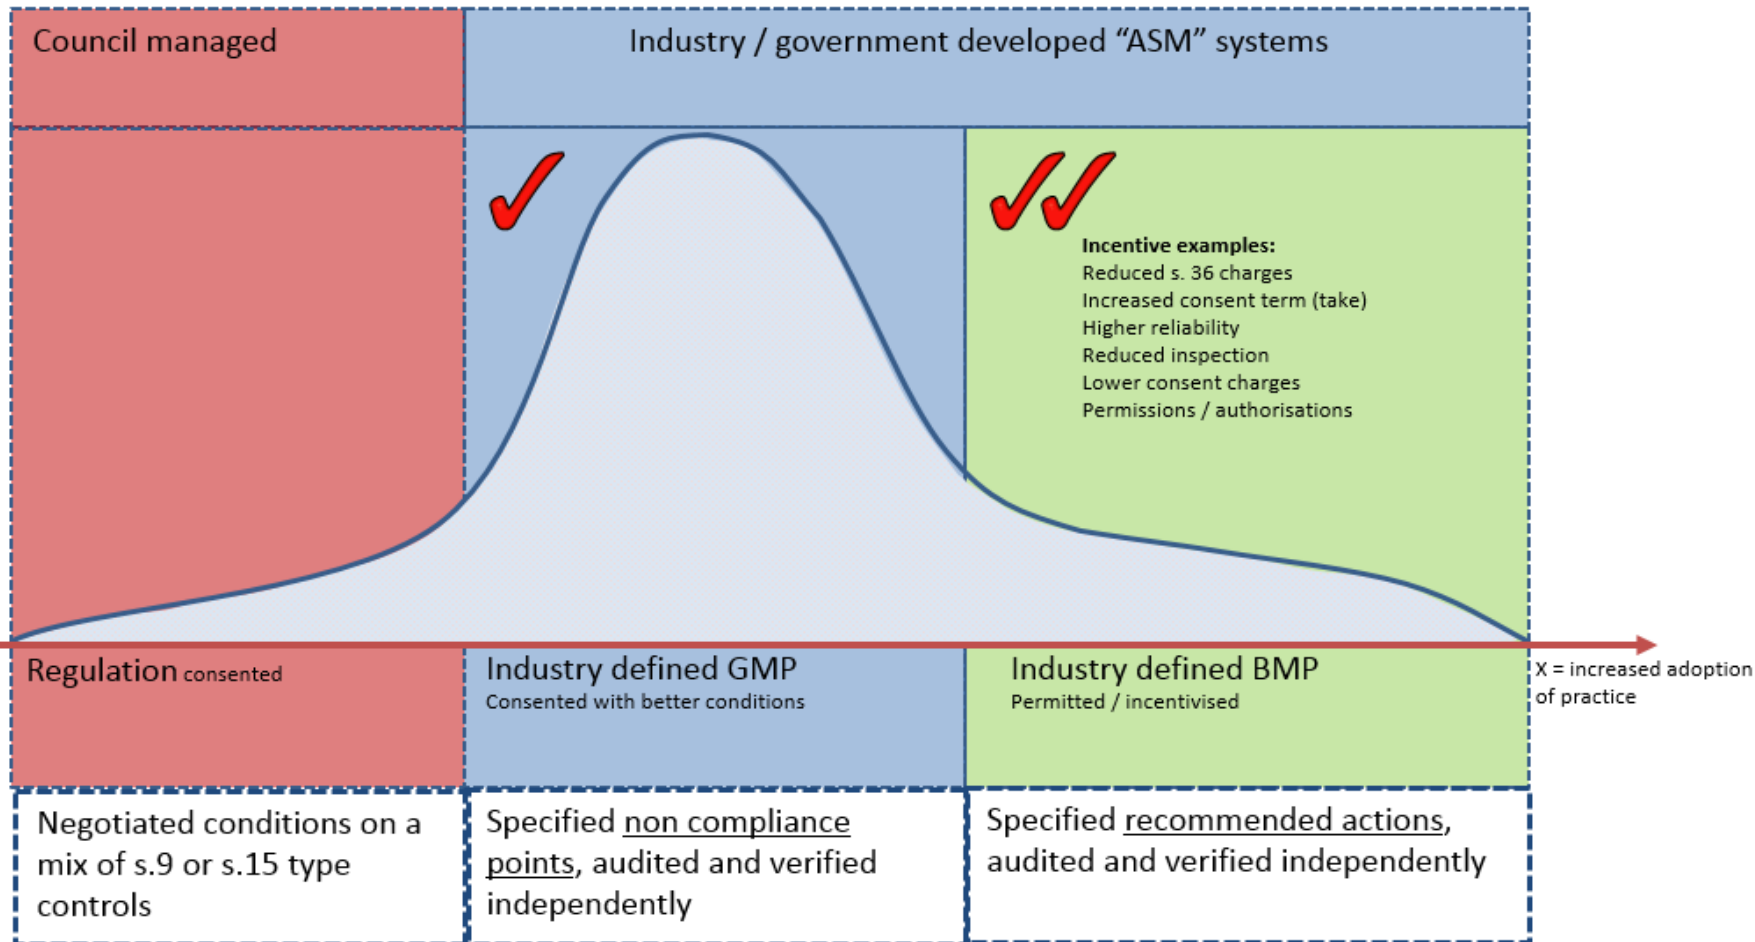 Council managed
Industry / government developed “ASM” systems
Incentive examples:
Reduced s. 36 charges
Increased consent term (take)
Higher reliability
Reduced inspection
Lower consent charges
Permissions / authorisations
Regulation consented
Industry defined GMP
Consented with better conditions
Industry defined BMP
Permitted / incentivised
X = increased adoption
of practice
Negotiated conditions on a
mix of s.9 or s.15 type
controls
Specified non compliance
points, audited and verified
independently
Specified recommended actions,
audited and verified independently